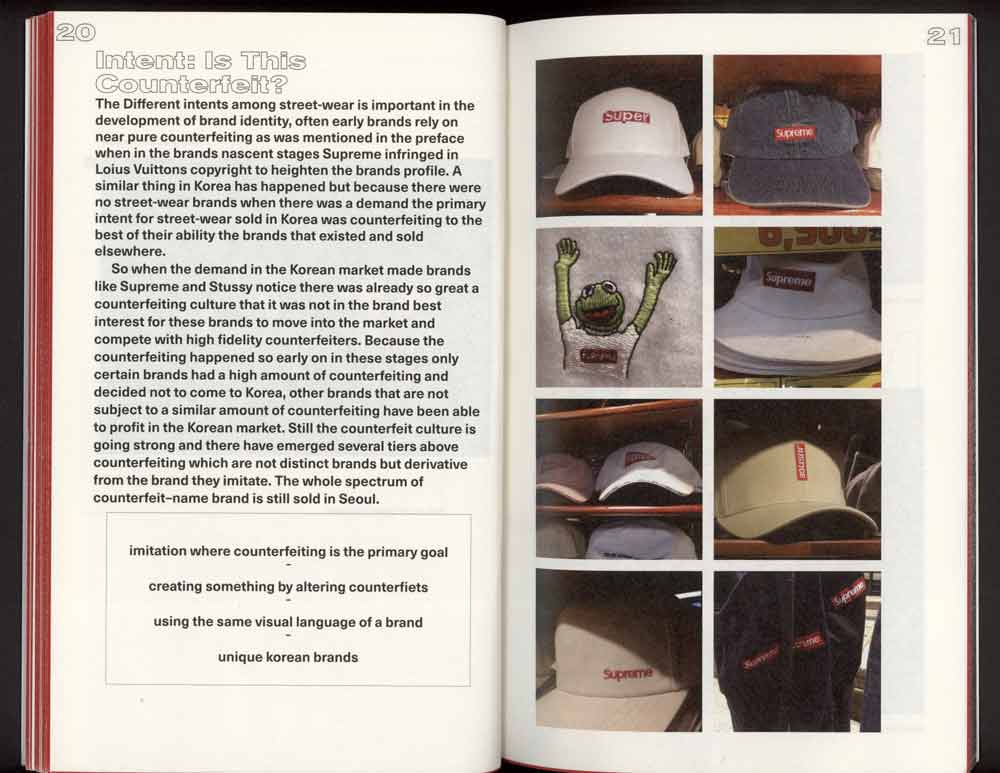 20
Intent: Is This
Counterfeit?
The Different intents among street-wear is important in the
development of brand identity, often early brands rely on
near pure counterfeiting as was mentioned in the preface
when in the brands nascent stages Supreme infringed in
Loius Vuittons copyright to heighten the brands profile. A
similar thing in Korea has happened but because there were
no street-wear brands when there was a demand the primary
intent for street-wear sold in Korea was counterfeiting to the
best of their ability the brands that existed and sold
elsewhere.
So when the demand in the Korean market made brands
like Supreme and Stussy notice there was already so great a
counterfeiting culture that it was not in the brand best
interest for these brands to move into the market and
compete with high fidelity counterfeiters. Because the
counterfeiting happened so early on in these stages only
certain brands had a high amount of counterfeiting and
decided not to come to Korea, other brands that are not
subject to a similar amount of counterfeiting have been able
to profit in the Korean market. Still the counterfeit culture is
going strong and there have emerged several tiers above
counterfeiting which are not distinct brands but derivative
from the brand they imitate. The whole spectrum of
counterfeit–name brand is still sold in Seoul.
imitation where counterfeiting is the primary goal
-
creating something by altering counterfiets
-
using the same visual language of a brand
-
unique korean brands
21
Super
Supreme
6,900
Supreme
Supreme
Supreme
Supreme